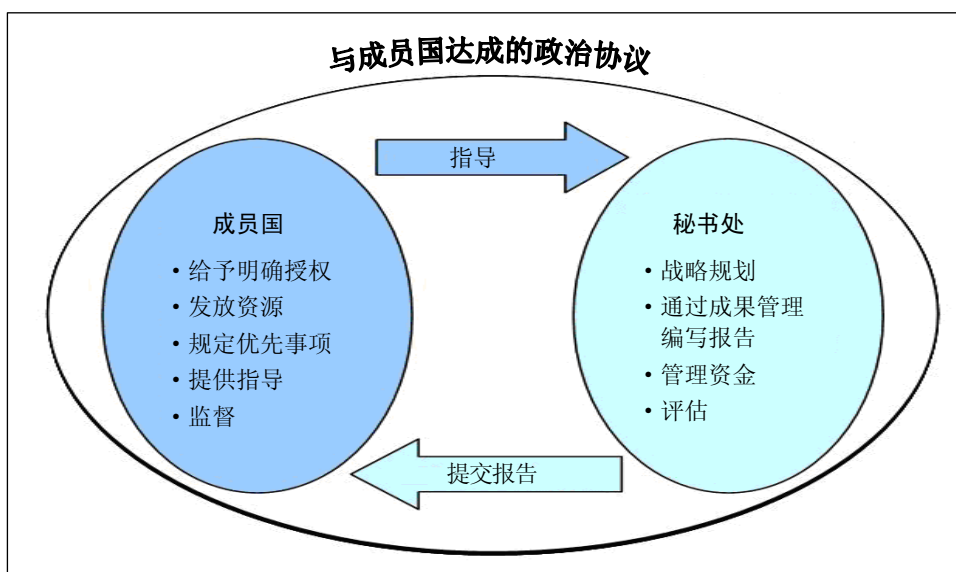 与成员国达成的政治协议
指导
成员国
• 给予明确授权
• 发放资源
• 规定优先事项
• 提供指导
• 监督
秘书处
• 战略规划
• 通过成果管理
编写报告
• 管理资金
• 评估
提交报告